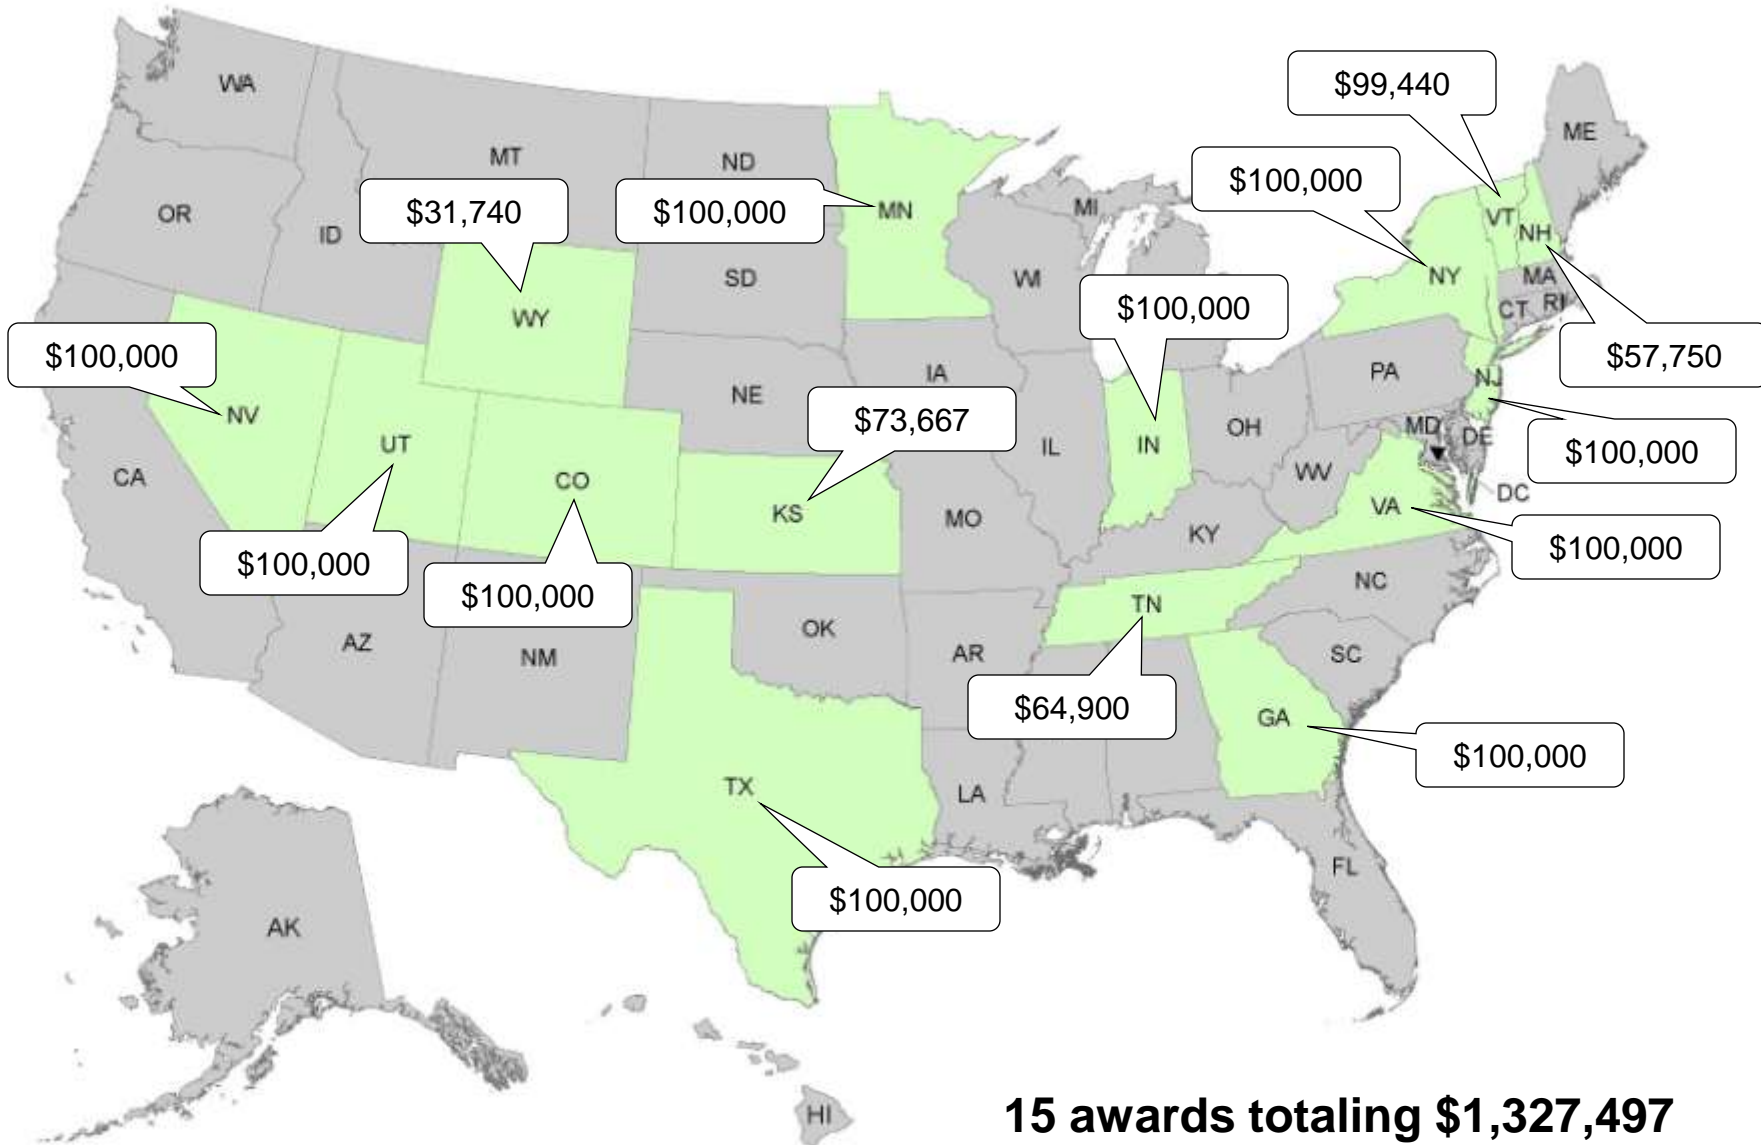 WA
$99,440
ME
MT
ND
$100,000
$31,740
$100,000
MN
MI
OR
ID
VT
NH
SD
WI
NY
MA
WY
$100,000
CT
RI
$100,000
$57,750
NE
IA
PA
NJ
NV
$73,667
UT
IL
IN
OH
MD
DE
$100,000
CA
CO
WV
KS
MO
VA
DC
KY
$100,000
$100,000
$100,000
NC
TN
AZ
NM
OK
AR
SC
$64,900
GA
$100,000
TX
LA
FL
$100,000
AK
HI
15 awards totaling $1,327,497